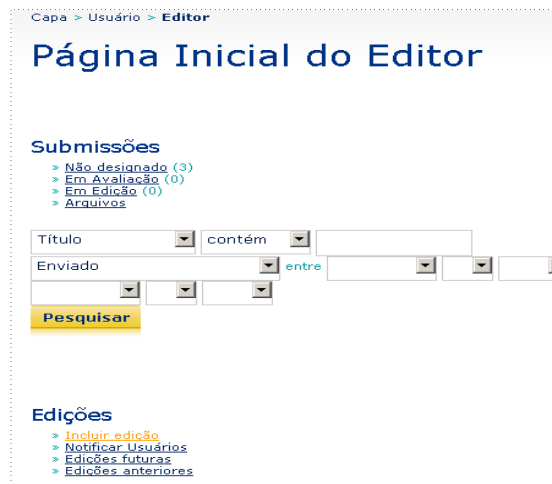 Capa > Usuário > Editor
Página Inicial do Editor
Submissões
» Não designado (3)
» Em Avaliação (0)
» Em Edição (0)
» Arquivos
Título contém
Enviado entre
Pesquisar
Edições
» Incluir edição
» Notificar Usuários
» Edições futuras
» Edições anteriores